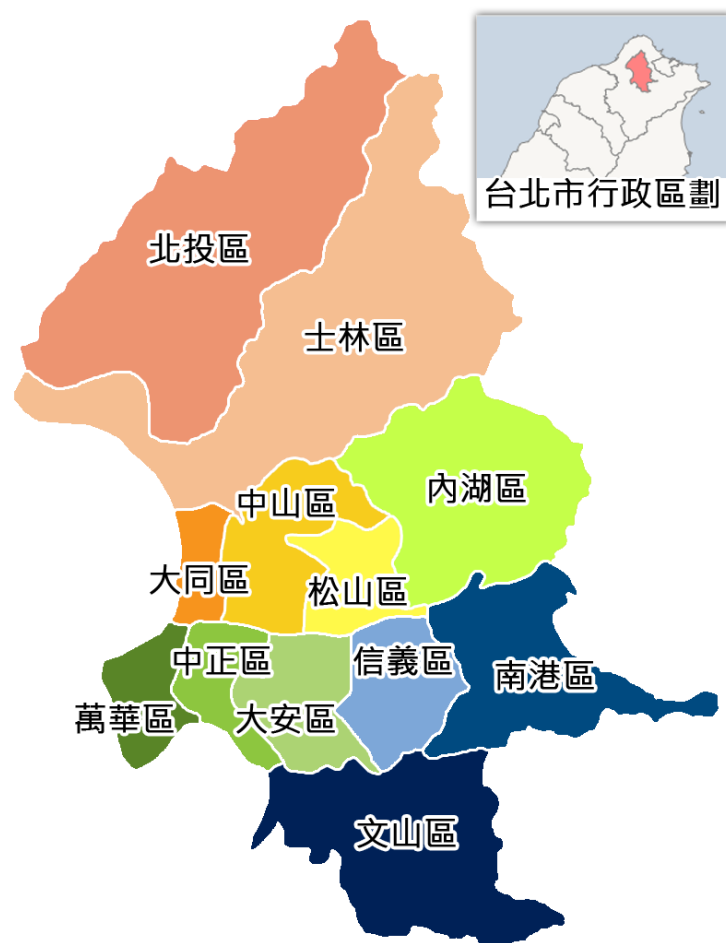 台北市行政區劃
北投區
士林區
內湖區
中山區
大同區
松山區
中正區
信義區
南港區
萬華區
大安區
文山區